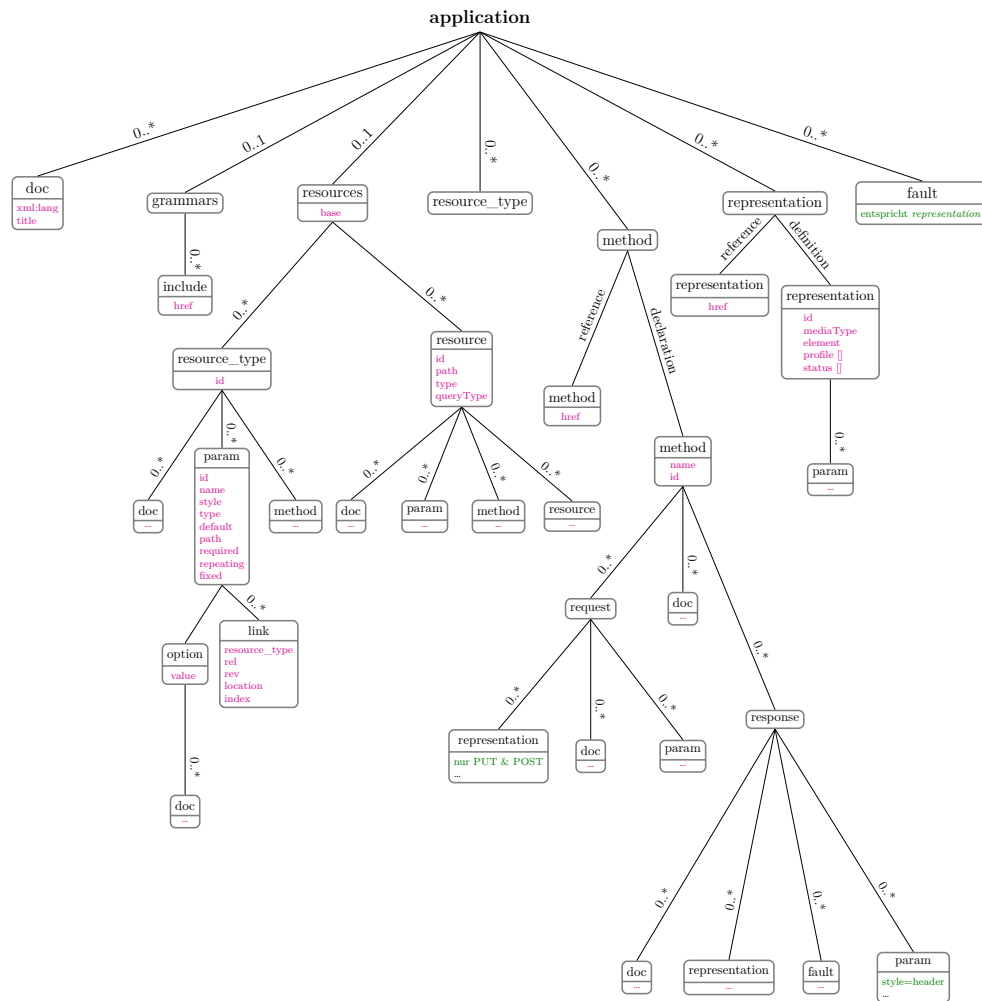 application
0..*
0..1
0..1
0..*
0..*
0..*
0..*
doc
xml:lang
title
grammars
resources
base
resource_type
method
representation
fault
entspricht representation
0..*
include
href
0..*
0..*
reference
declaration
reference
definition
representation
href
representation
id
mediaType
element
profile []
status []
resource_type
id
resource
id
path
type
queryType
method
href
method
name
id
0..*
param
...
0..*
0..*
0..*
doc
...
param
id
name
style
type
default
path
required
repeating
fixed
method
...
0..*
0..*
0..*
0..*
doc
...
param
...
method
...
resource
...
0..*
option
value
link
resource_type
rel
rev
location
index
0..*
doc
...
0..*
0..*
0..*
request
doc
...
response
0..*
0..*
0..*
representation
nur PUT & POST
...
doc
...
param
...
0..*
0..*
0..*
0..*
doc
...
representation
...
fault
...
param
style=header
...